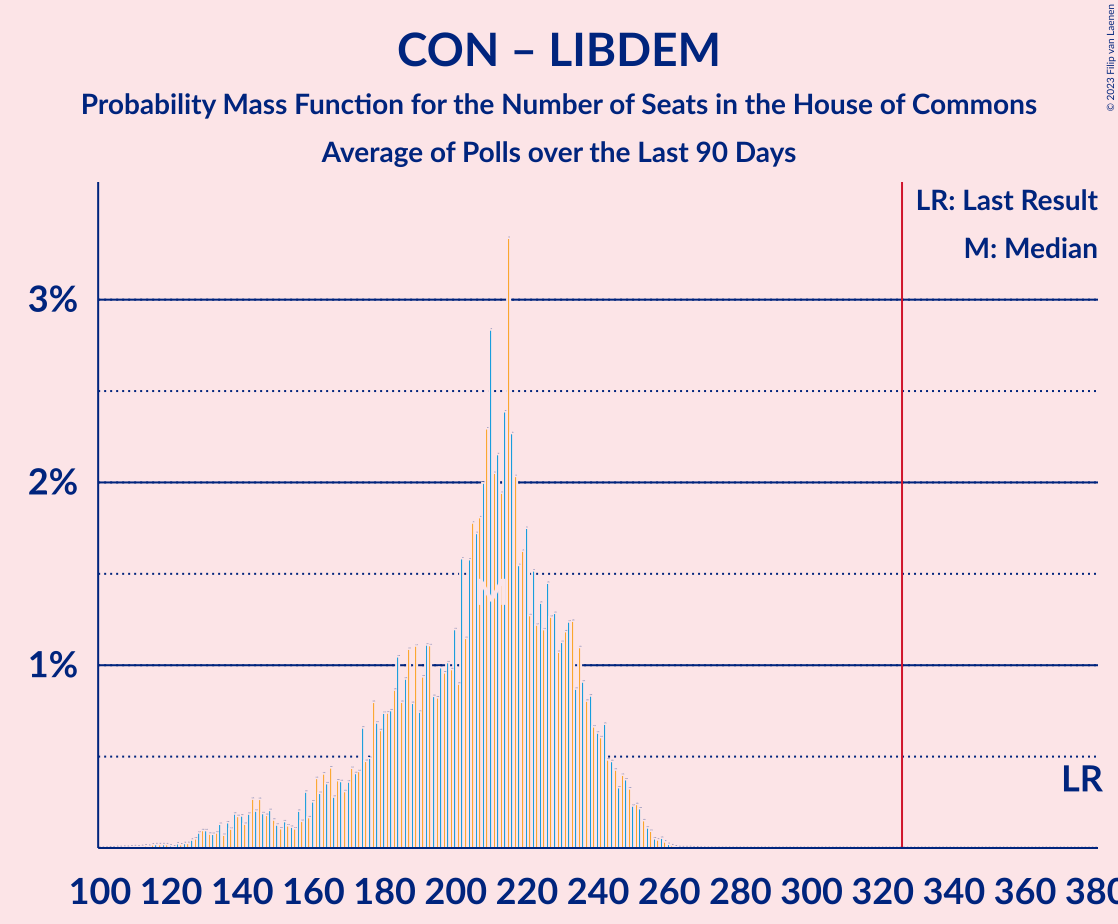 CON – LIBDEM
Probability Mass Function for the Number of Seats in the House of Commons
Average of Polls over the Last 90 Days
© 2023 Filip van Laenen
LR: Last Result
M: Median
3%
2%
1%
LR
100 120 140 160 180 200 220 240 260 280 300 320 340 360 380